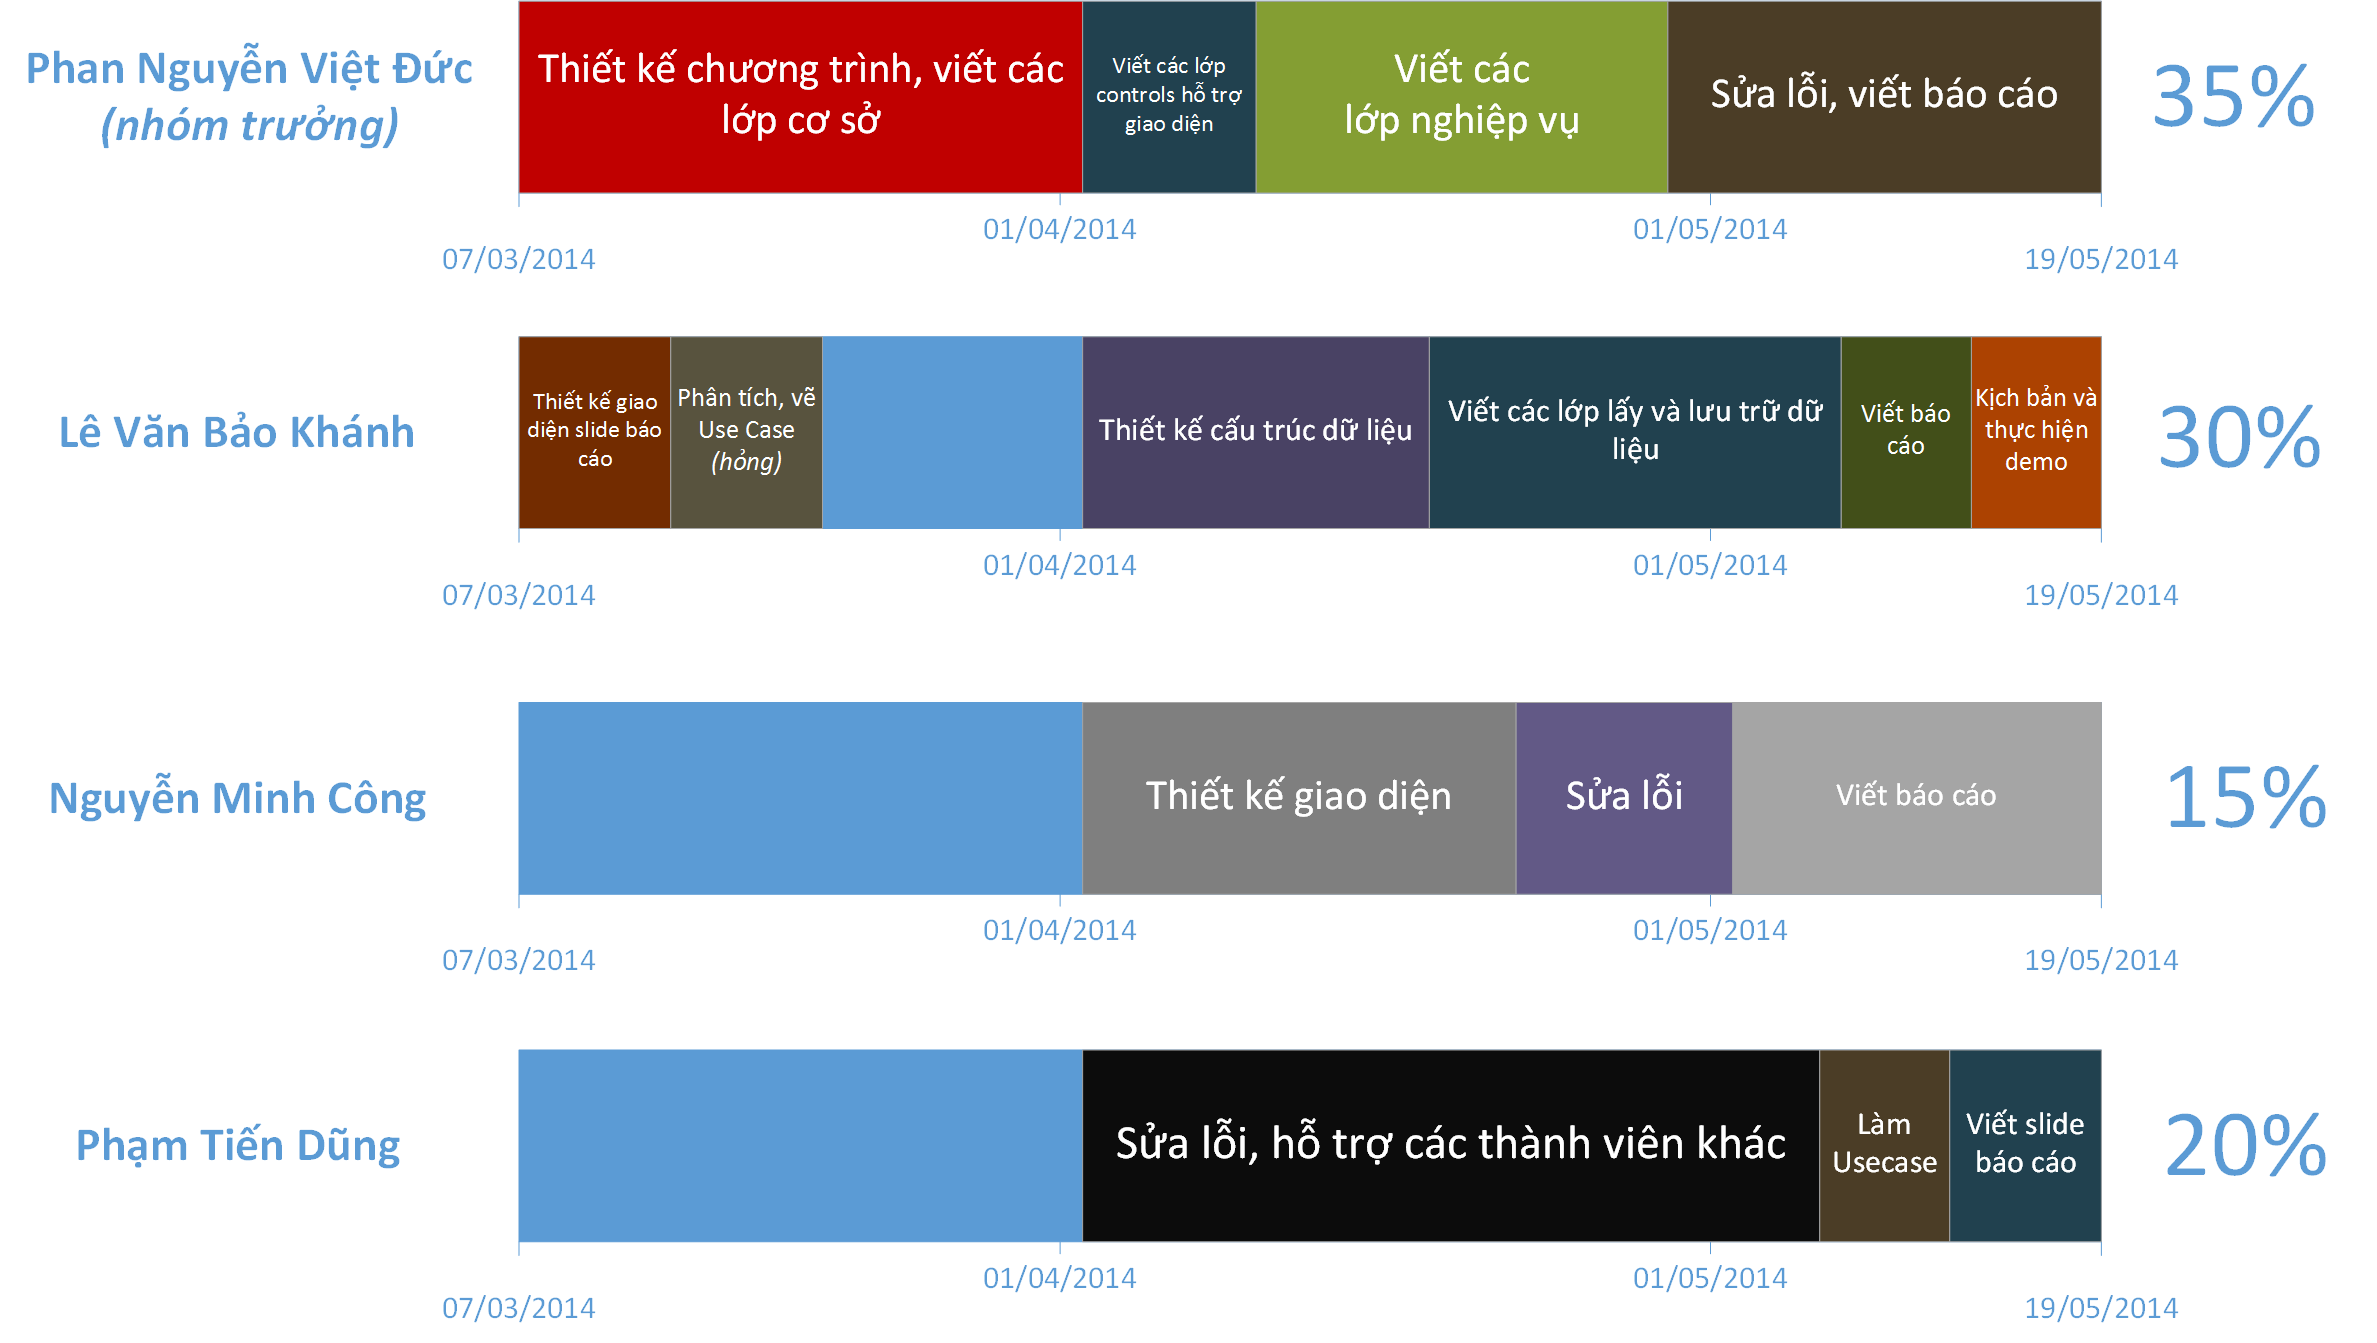 Phan Nguyễn Việt Đức
(nhóm trưởng)
Thiết kế chương trình, viết các
lớp cơ sở
Viết các lớp
controls hỗ trợ
giao diện
Viết các
lớp nghiệp vụ
Sửa lỗi, viết báo cáo
35%
01/04/2014
01/05/2014
07/03/2014
19/05/2014
Lê Văn Bảo Khánh
Thiết kế giao
diện slide báo
cáo
Phân tích, vẽ
Use Case
(hỏng)
Thiết kế cấu trúc dữ liệu
Viết các lớp lấy và lưu trữ dữ
liệu
Viết báo
cáo
Kịch bản và
thực hiện
demo
30%
01/04/2014
01/05/2014
07/03/2014
19/05/2014
Nguyễn Minh Công
Thiết kế giao diện
Sửa lỗi
Viết báo cáo
15%
01/04/2014
01/05/2014
07/03/2014
19/05/2014
Phạm Tiến Dũng
Sửa lỗi, hỗ trợ các thành viên khác
Làm
Usecase
Viết slide
báo cáo
20%
01/04/2014
01/05/2014
07/03/2014
19/05/2014